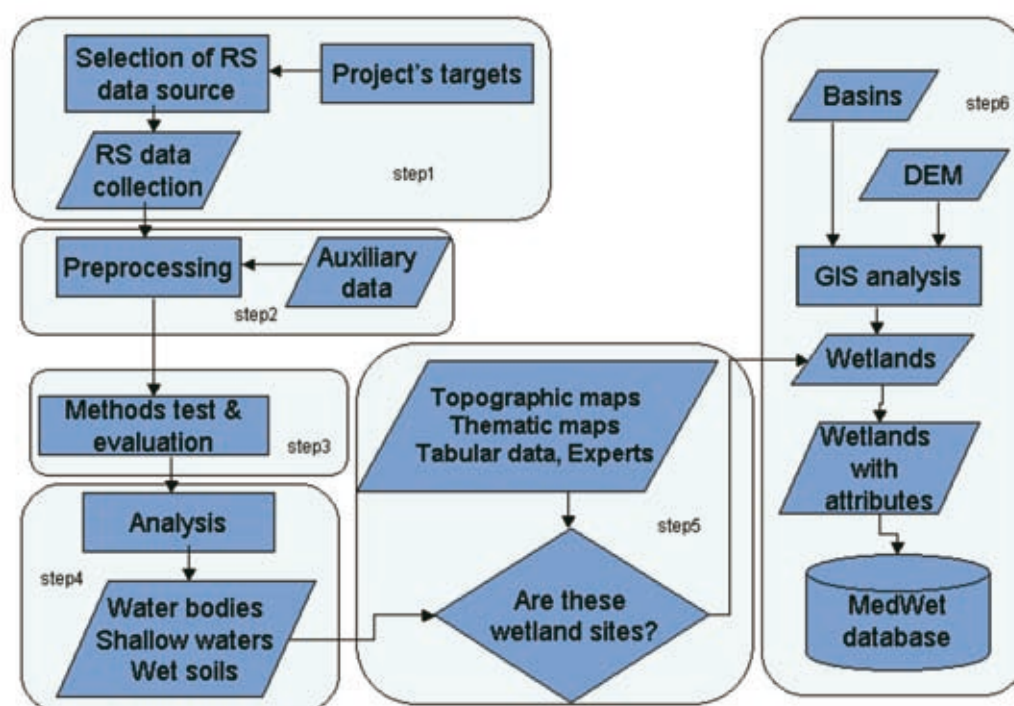 Selection of RS
data source
Project's targets
RS data
collection
step1
Preprocessing
Auxiliary
data
step2
Methods test &
evaluation
step3
Analysis
step4
Water bodies
Shallow waters
Wet soils
Topographic maps
Thematic maps
Tabular data, Experts
step5
Are these
wetland sites?
Basins
step6
DEM
GIS analysis
Wetlands
Wetlands
with
attributes
MedWet
database